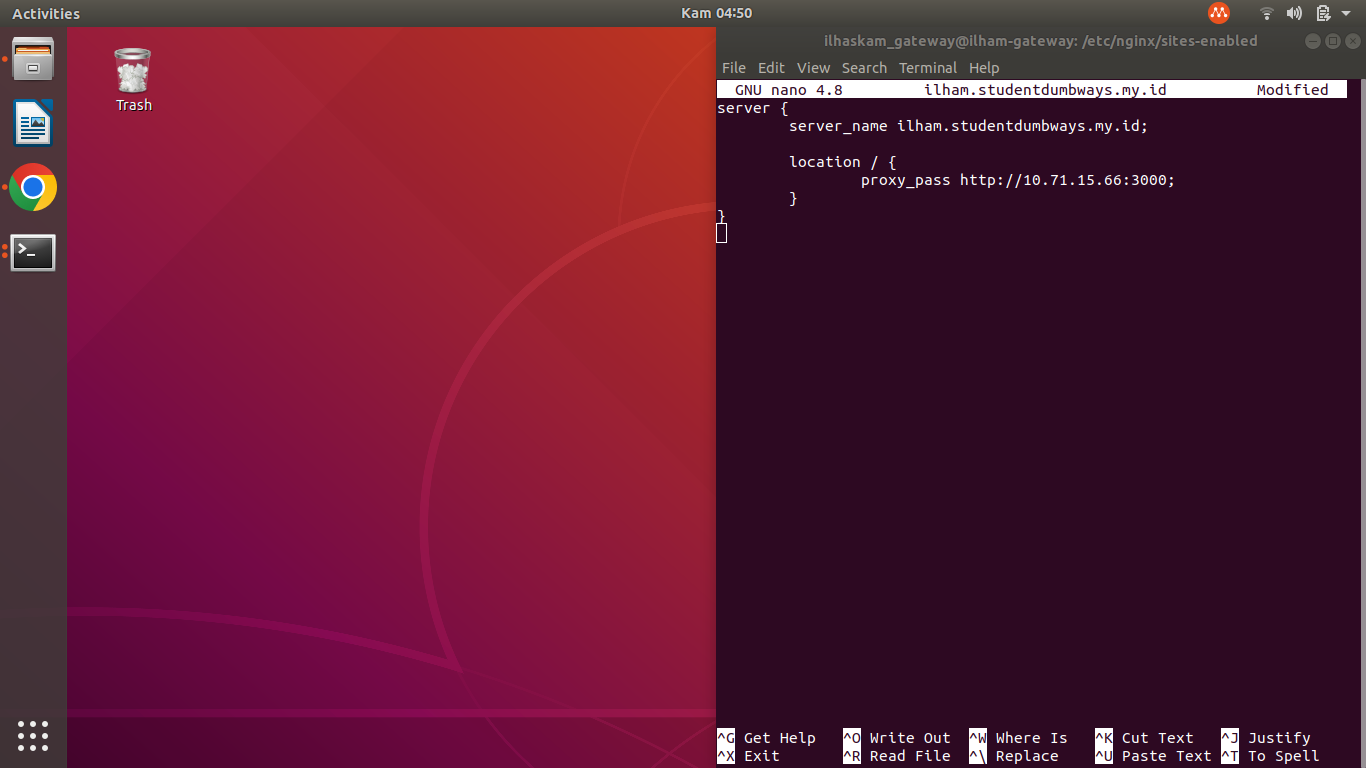 Activities
Kam 04:50
Trash
ilhaskam_gateway@ilham-gateway: /etc/nginx/sites-enabled
File Edit View Search Terminal Help
GNU nano 4.8 ilham.studentdumbways.my.id Modified
server {
server_name ilham.studentdumbways.my.id;
location / {
proxy_pass http://10.71.15.66:3000;
}
}
^G Get Help ^O Write Out ^W Where Is ^K Cut Text ^J Justify
^X Exit ^R Read File ^\ Replace ^U Paste Text ^T To Spell